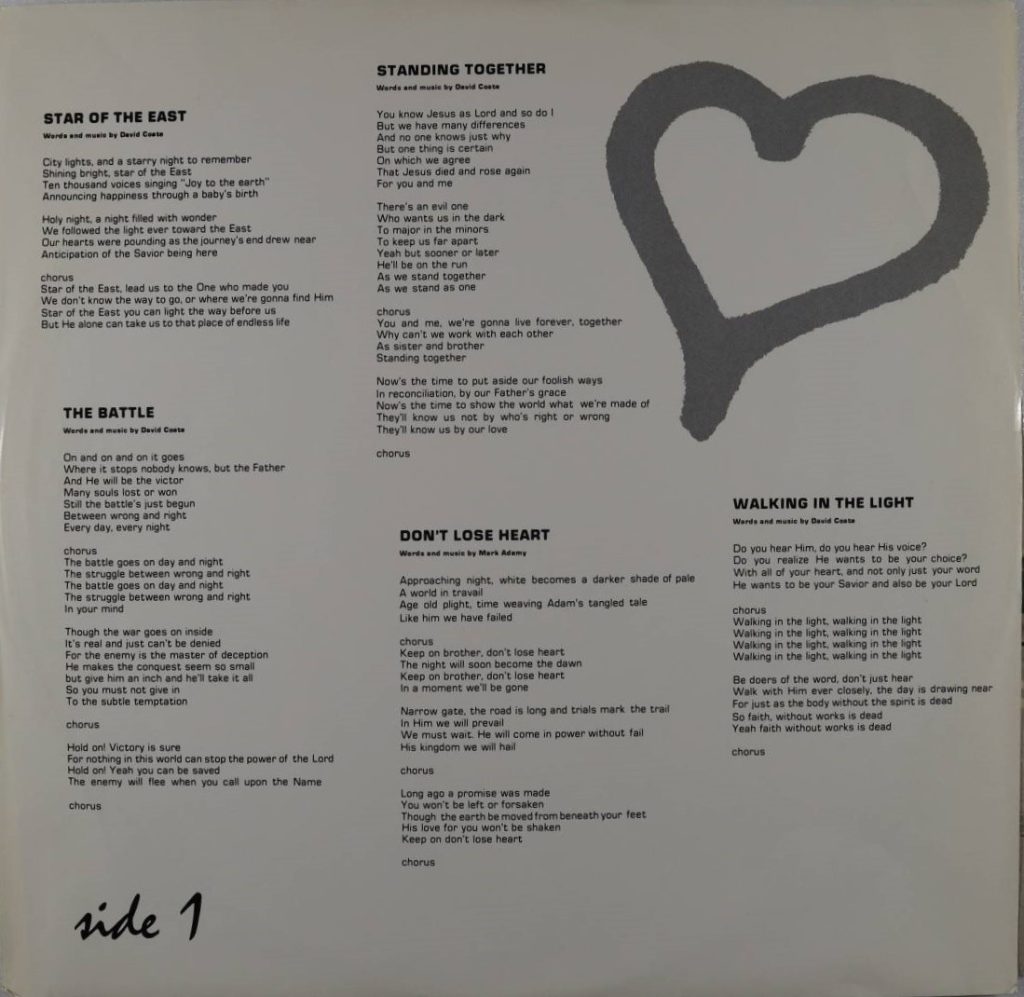 STAR OF THE EAST
Words and music by David Coate
City lights, and a starry night to remember
Shining bright, star of the East
Ten thousand voices singing "Joy to the earth"
Announcing happiness through a baby's birth
Holy night, a night filled with wonder
We followed the light ever toward the East
Our hearts were pounding as the journey's end drew near
Anticipation of the Savior being here
chorus
Star of the East, lead us to the One who made you
We don't know the way to go, or where we're gonna find Him
Star of the East you can light the way before us
But He alone can take us to that place of endless life
THE BATTLE
Words and music by David Coate
On and on and on it goes
Where it stops nobody knows, but the Father
And He will be the victor
Many souls lost or won
Still the battle's just begun
Between wrong and right
Every day, every night
chorus
The battle goes on day and night
The struggle between wrong and right
The battle goes on day and night
The struggle between wrong and right
In your mind
Though the war goes on inside
It's real and just can't be denied
For the enemy is the master of deception
He makes the conquest seem so small
but give him an inch and he'll take it all
So you must not give in
To the subtle temptation
chorus
Hold on! Victory is sure
For nothing in this world can stop the power of the Lord
Hold on! Yeah you can be saved
The enemy will flee when you call upon the Name
chorus
STANDING TOGETHER
Words and music by David Coate
You know Jesus as Lord and so do I
But we have many differences
And no one knows just why
But one thing is certain
On which we agree
That Jesus died and rose again
For you and me
There's an evil one
Who wants us in the dark
To major in the minors
To keep us far apart
Yeah but sooner or later
He'll be on the run
As we stand together
As we stand as one
chorus
You and me, we're gonna live forever, together
Why can't we work with each other
As sister and brother
Standing together
Now's the time to put aside our foolish ways
In reconciliation, by our Father's grace
Now's the time to show the world what we're made of
They'll know us not by who's right or wrong
They'll know us by our love
chorus
DON'T LOSE HEART
Words and music by Mark Adamy
Approaching night, white becomes a darker shade of pale
A world in travail
Age old plight, time weaving Adam's tangled tale
Like him we have failed
chorus
Keep on brother, don't lose heart
The night will soon become the dawn
Keep on brother, don't lose heart
In a moment we'll be gone
Narrow gate, the road is long and trials mark the trail
In Him we will prevail
We must wait. He will come in power without fail
His kingdom we will hail
chorus
Long ago a promise was made
You won't be left or forsaken
Though the earth be moved from beneath your feet
His love for you won't be shaken
Keep on don't lose heart
chorus
WALKING IN THE LIGHT
Words and music by David Coate
Do you hear Him, do you hear His voice?
Do you realize He wants to be your choice?
With all of your heart, and not only just your word
He wants to be your Savior and also be your Lord
chorus
Walking in the light, walking in the light
Walking in the light, walking in the light
Walking in the light, walking in the light
Walking in the light, walking in the light
Be doers of the word, don't just hear
Walk with Him ever closely, the day is drawing near
For just as the body without the spirit is dead
So faith, without works is dead
Yeah faith without works is dead
chorus
side 1